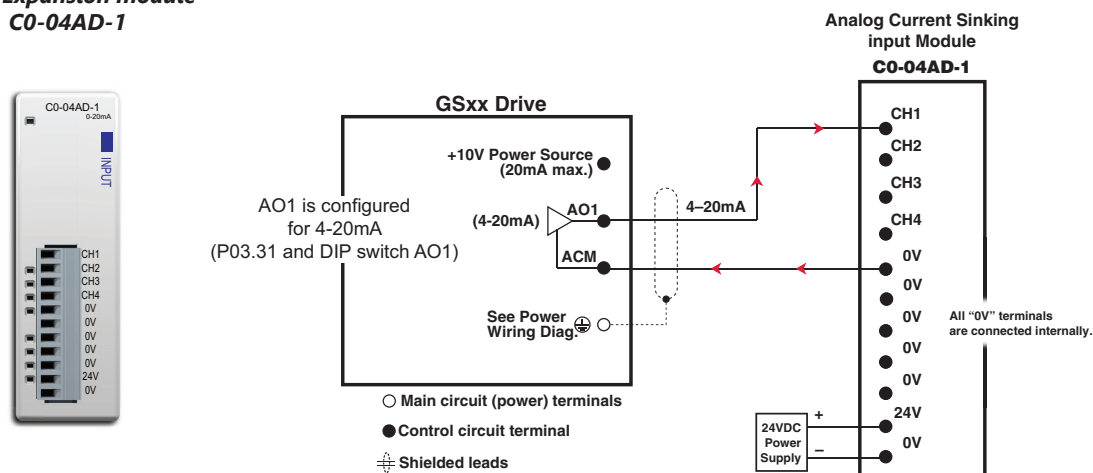 Expansion Module
C0-04AD-1
C0-04AD-1
0-20mA
INPUT
CH1
CH2
CH3
CH4
0V
0V
0V
0V
0V
24V
0V
GSxx Drive
+10V Power Source
(20mA max.)
AO1 is configured
for 4-20mA
(P03.31 and DIP switch AO1)
(4-20mA)
AO1
ACM
4–20mA
See Power
Wiring Diag.
Main circuit (power) terminals
Control circuit terminal
Shielded leads
Analog Current Sinking
input Module
C0-04AD-1
CH1
CH2
CH3
CH4
0V
0V
0V
0V
0V
24V
0V
All “0V” terminals
are connected internally.
24VDC
Power
Supply
+
–